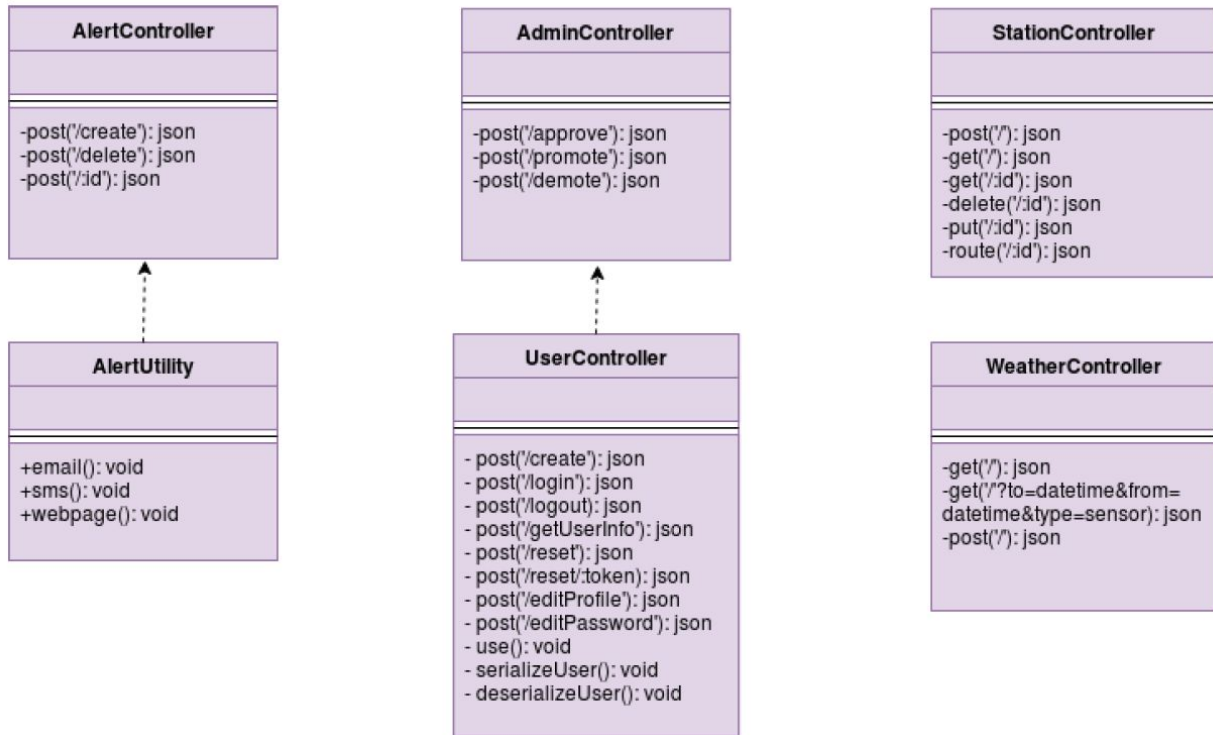 AlertController
-post('/create'): json
-post('/delete'): json
-post('/:id'): json
AdminController
-post('/approve'): json
-post('/promote'): json
-post('/demote'): json
StationController
-post('/'): json
-get('/'): json
-get('/:id'): json
-delete('/:id'): json
-put('/:id'): json
-route('/:id'): json
AlertUtility
+email(): void
+sms(): void
+webpage(): void
UserController
- post('/create'): json
- post('/login'): json
- post('/logout): json
- post('/getUserInfo'): json
- post('/reset'): json
- post('/reset/:token): json
- post('/editProfile'): json
- post('/editPassword'): json
- use(): void
- serializeUser(): void
- deserializeUser(): void
WeatherController
-get('/'): json
-get('/'?to=datetime&from=
datetime&type=sensor): json
-post('/'): json